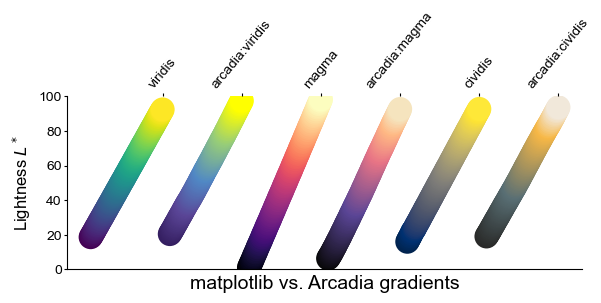 viridis
arcadia:viridis
magma
arcadia:magma
cividis
arcadia:cividis
100
80
60
40
20
0
Lightness L *
matplotlib vs. Arcadia gradients